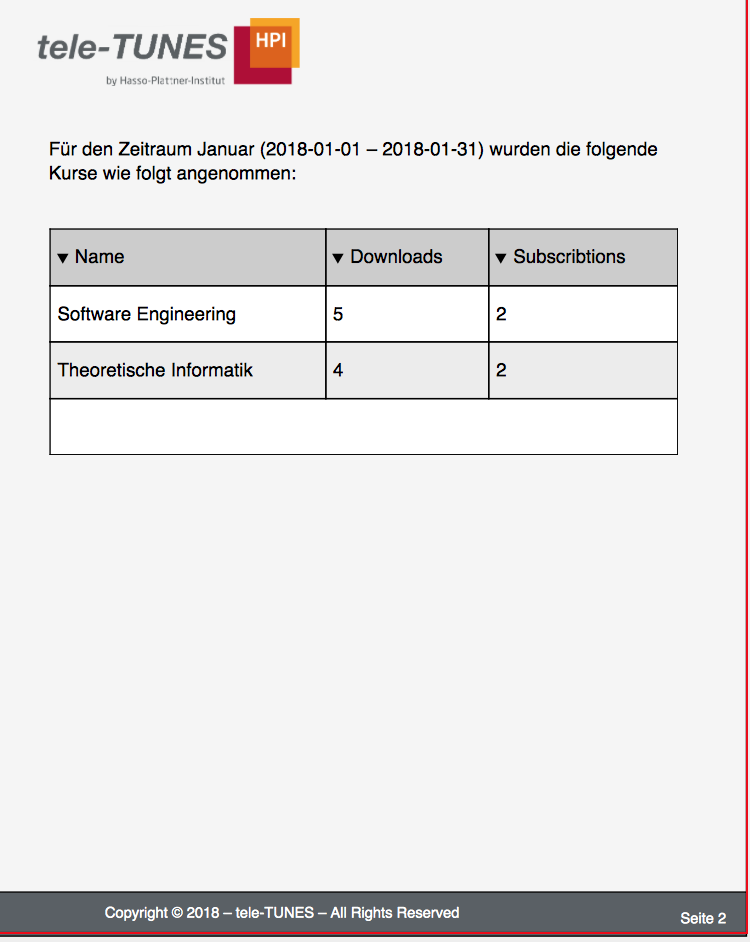 tele-TUNES
HPI
by Hasso-Plattner-Institut
Für den Zeitraum Januar (2018-01-01 – 2018-01-31) wurden die folgende
Kurse wie folgt angenommen:
▼ Name ▼ Downloads ▼ Subscribtions
Software Engineering 5 2
Theoretische Informatik 4 2
Copyright © 2018 – tele-TUNES – All Rights Reserved
Seite 2